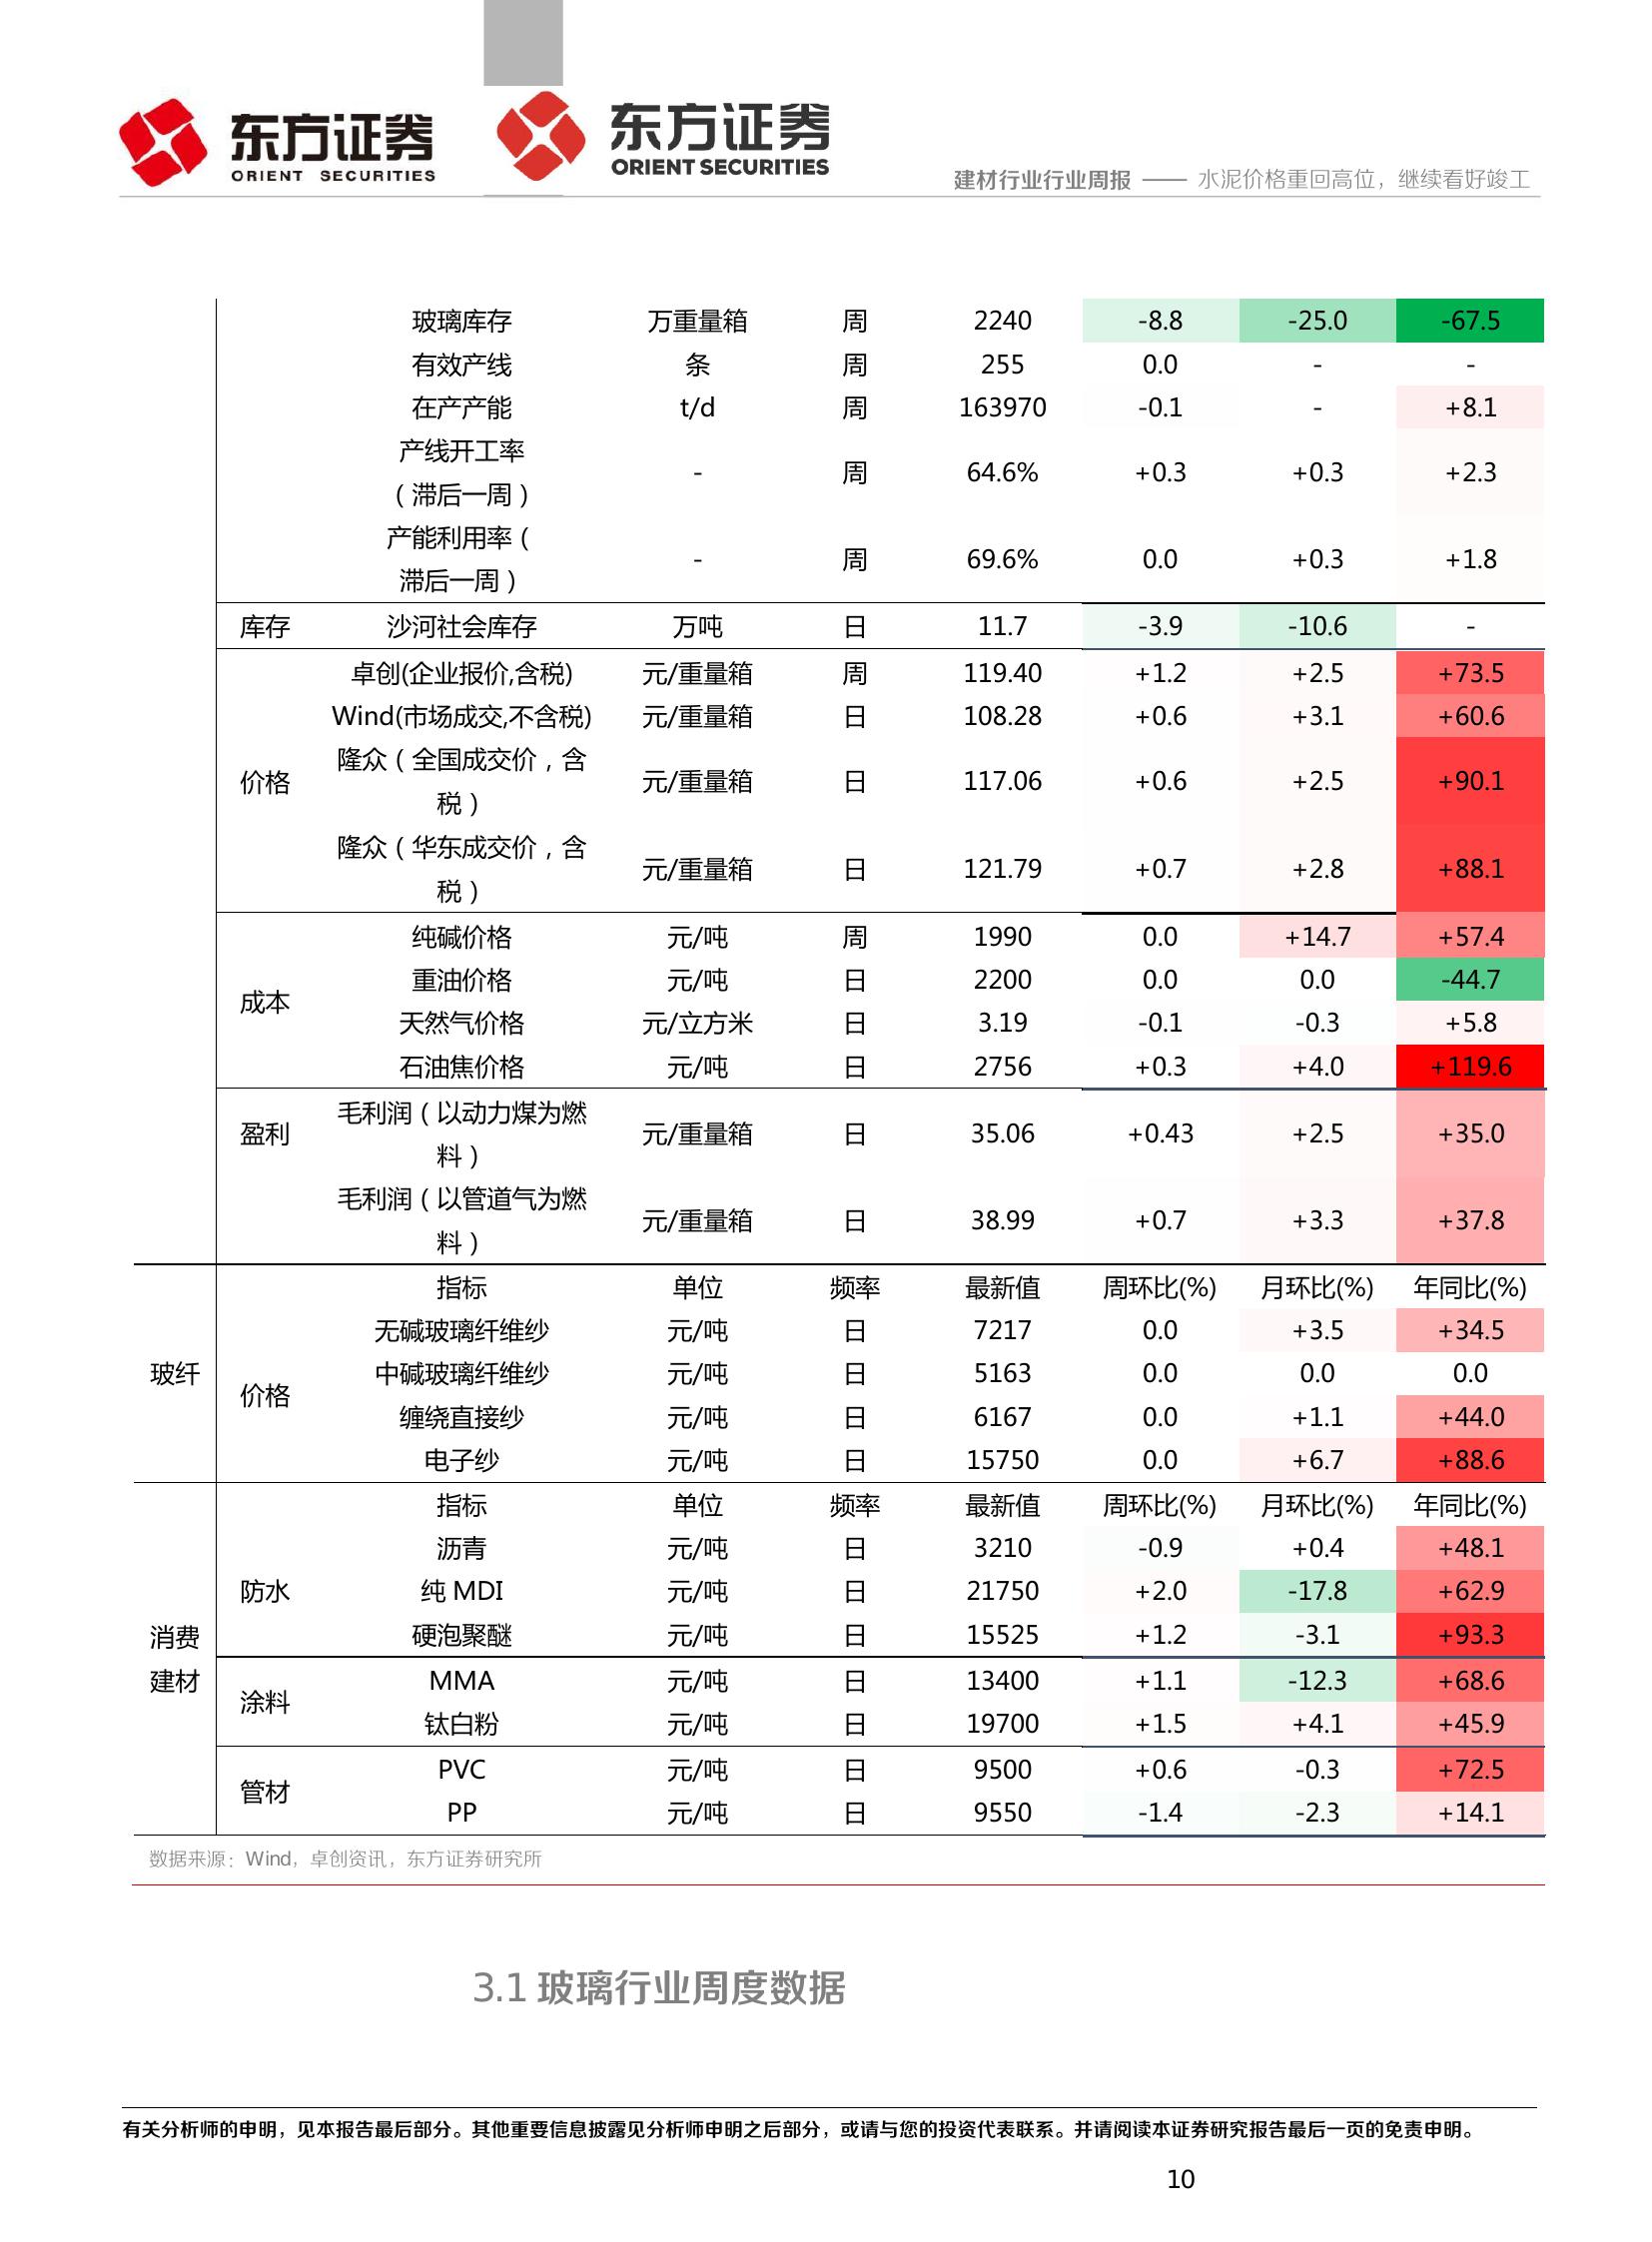 东方证券
ORIENT SECURITIES
东方证券
ORIENT SECURITIES
建材行业行业周报 —— 水泥价格重回高位，继续看好竣工
玻璃库存 万重量箱 周 2240 -8.8 -25.0 -67.5
有效产线 条 周 255 0.0 - -
在产产能 t/d 周 163970 -0.1 - +8.1
产线开工率
（滞后一周） - 周 64.6% +0.3 +0.3 +2.3
产能利用率（
滞后一周） - 周 69.6% 0.0 +0.3 +1.8
库存 沙河社会库存 万吨 日 11.7 -3.9 -10.6 -
价格
卓创(企业报价,含税) 元/重量箱 周 119.40 +1.2 +2.5 +73.5
Wind(市场成交,不含税) 元/重量箱 日 108.28 +0.6 +3.1 +60.6
隆众（全国成交价，含
税） 元/重量箱 日 117.06 +0.6 +2.5 +90.1
隆众（华东成交价，含
税） 元/重量箱 日 121.79 +0.7 +2.8 +88.1
成本
纯碱价格 元/吨 周 1990 0.0 +14.7 +57.4
重油价格 元/吨 日 2200 0.0 0.0 -44.7
天然气价格 元/立方米 日 3.19 -0.1 -0.3 +5.8
石油焦价格 元/吨 日 2756 +0.3 +4.0 +119.6
盈利
毛利润（以动力煤为燃
料） 元/重量箱 日 35.06 +0.43 +2.5 +35.0
毛利润（以管道气为燃
料） 元/重量箱 日 38.99 +0.7 +3.3 +37.8
玻纤
指标 单位 频率 最新值 周环比(%) 月环比(%) 年同比(%)
价格
无碱玻璃纤维纱 元/吨 日 7217 0.0 +3.5 +34.5
中碱玻璃纤维纱 元/吨 日 5163 0.0 0.0 0.0
缠绕直接纱 元/吨 日 6167 0.0 +1.1 +44.0
电子纱 元/吨 日 15750 0.0 +6.7 +88.6
消费
建材
指标 单位 频率 最新值 周环比(%) 月环比(%) 年同比(%)
防水
沥青 元/吨 日 3210 -0.9 +0.4 +48.1
纯 MDI 元/吨 日 21750 +2.0 -17.8 +62.9
硬泡聚醚 元/吨 日 15525 +1.2 -3.1 +93.3
涂料
MMA 元/吨 日 13400 +1.1 -12.3 +68.6
钛白粉 元/吨 日 19700 +1.5 +4.1 +45.9
管材
PVC 元/吨 日 9500 +0.6 -0.3 +72.5
PP 元/吨 日 9550 -1.4 -2.3 +14.1
数据来源：Wind，卓创资讯，东方证券研究所
3.1 玻璃行业周度数据
有关分析师的申明，见本报告最后部分。其他重要信息披露见分析师申明之后部分，或请与您的投资代表联系。并请阅读本证券研究报告最后一页的免责申明。
10